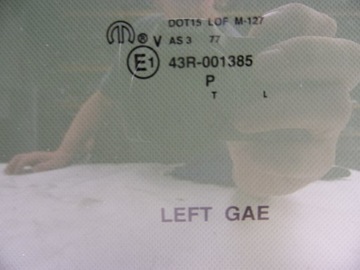 DOT15 LOF M-127
® V AS 3 77
E1 43R-001385
P
T L
LEFT GAE